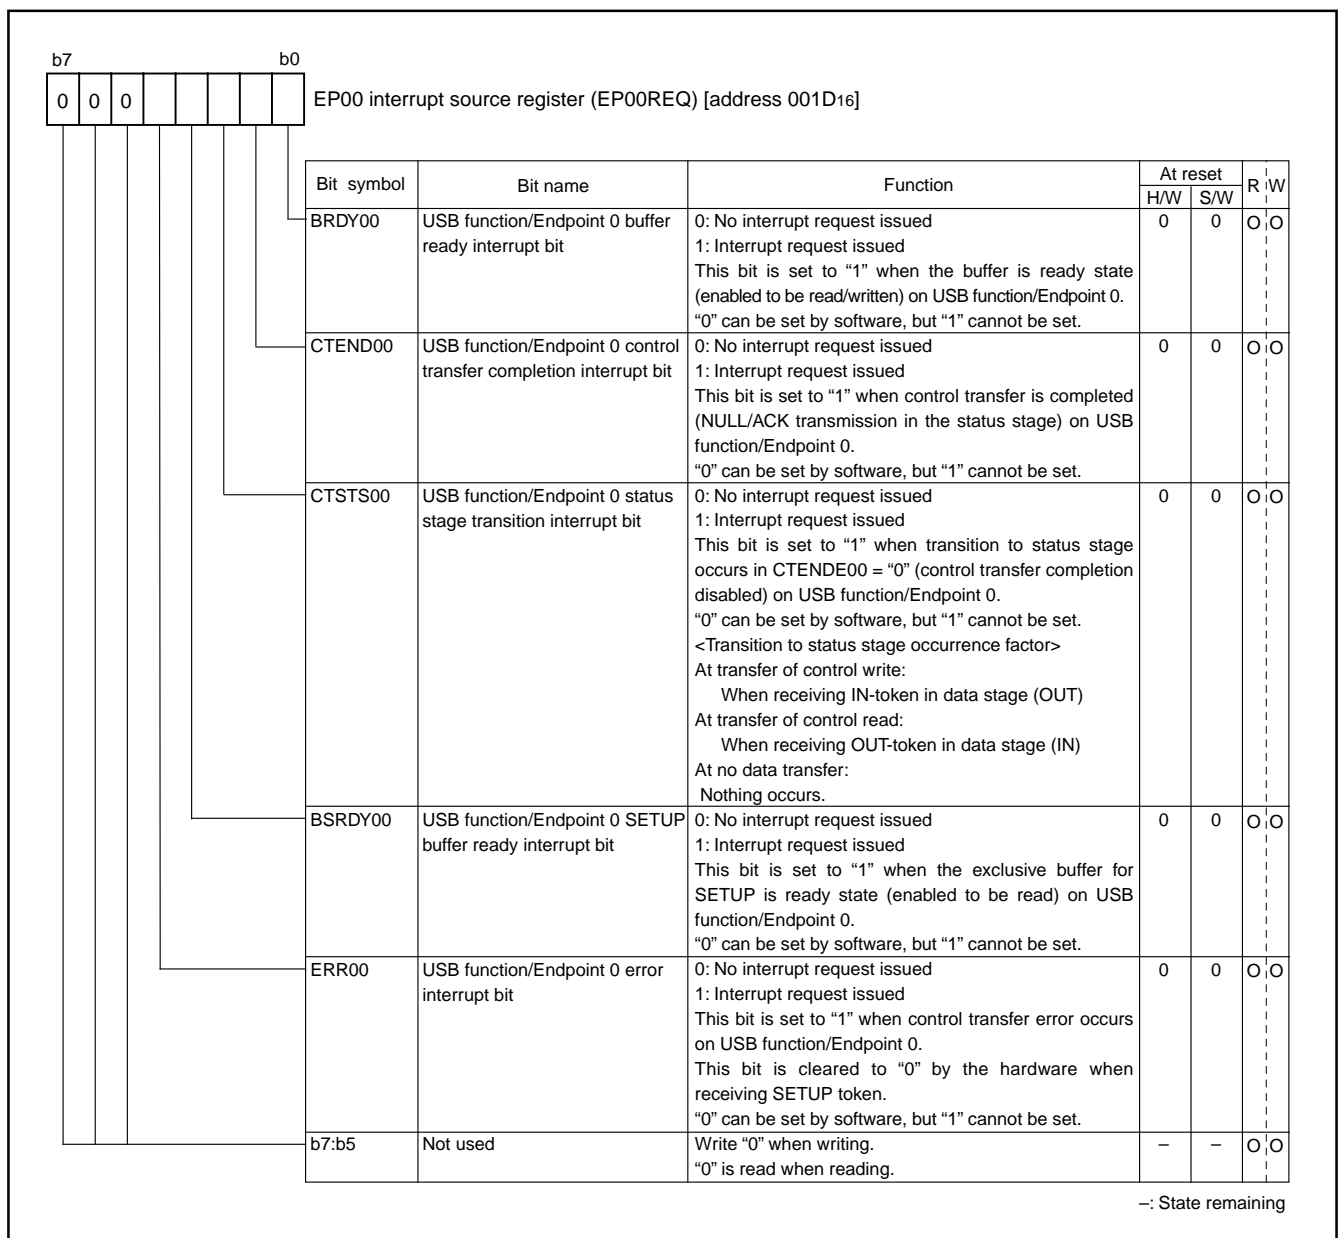 b7 b0
0 0 0
EP00 interrupt source register (EP00REQ) [address 001D16]
Bit symbol Bit name Function At reset R W
H/W S/W
BRDY00 USB function/Endpoint 0 buffer 0: No interrupt request issued 0 0 O O
ready interrupt bit 1: Interrupt request issued
This bit is set to “1” when the buffer is ready state
(enabled to be read/written) on USB function/Endpoint 0.
“0” can be set by software, but “1” cannot be set.
CTEND00 USB function/Endpoint 0 control 0: No interrupt request issued 0 0 O O
transfer completion interrupt bit 1: Interrupt request issued
This bit is set to “1” when control transfer is completed
(NULL/ACK transmission in the status stage) on USB
function/Endpoint 0.
“0” can be set by software, but “1” cannot be set.
CTSTS00 USB function/Endpoint 0 status 0: No interrupt request issued 0 0 O O
stage transition interrupt bit 1: Interrupt request issued
This bit is set to “1” when transition to status stage
occurs in CTENDE00 = “0” (control transfer completion
disabled) on USB function/Endpoint 0.
“0” can be set by software, but “1” cannot be set.
<Transition to status stage occurrence factor>
At transfer of control write:
When receiving IN-token in data stage (OUT)
At transfer of control read:
When receiving OUT-token in data stage (IN)
At no data transfer:
Nothing occurs.
BSRDY00 USB function/Endpoint 0 SETUP 0: No interrupt request issued 0 0 O O
buffer ready interrupt bit 1: Interrupt request issued
This bit is set to “1” when the exclusive buffer for
SETUP is ready state (enabled to be read) on USB
function/Endpoint 0.
“0” can be set by software, but “1” cannot be set.
ERR00 USB function/Endpoint 0 error 0: No interrupt request issued 0 0 O O
interrupt bit 1: Interrupt request issued
This bit is set to “1” when control transfer error occurs
on USB function/Endpoint 0.
This bit is cleared to “0” by the hardware when
receiving SETUP token.
“0” can be set by software, but “1” cannot be set.
b7:b5 Not used Write “0” when writing. – – O O
“0” is read when reading.
–: State remaining